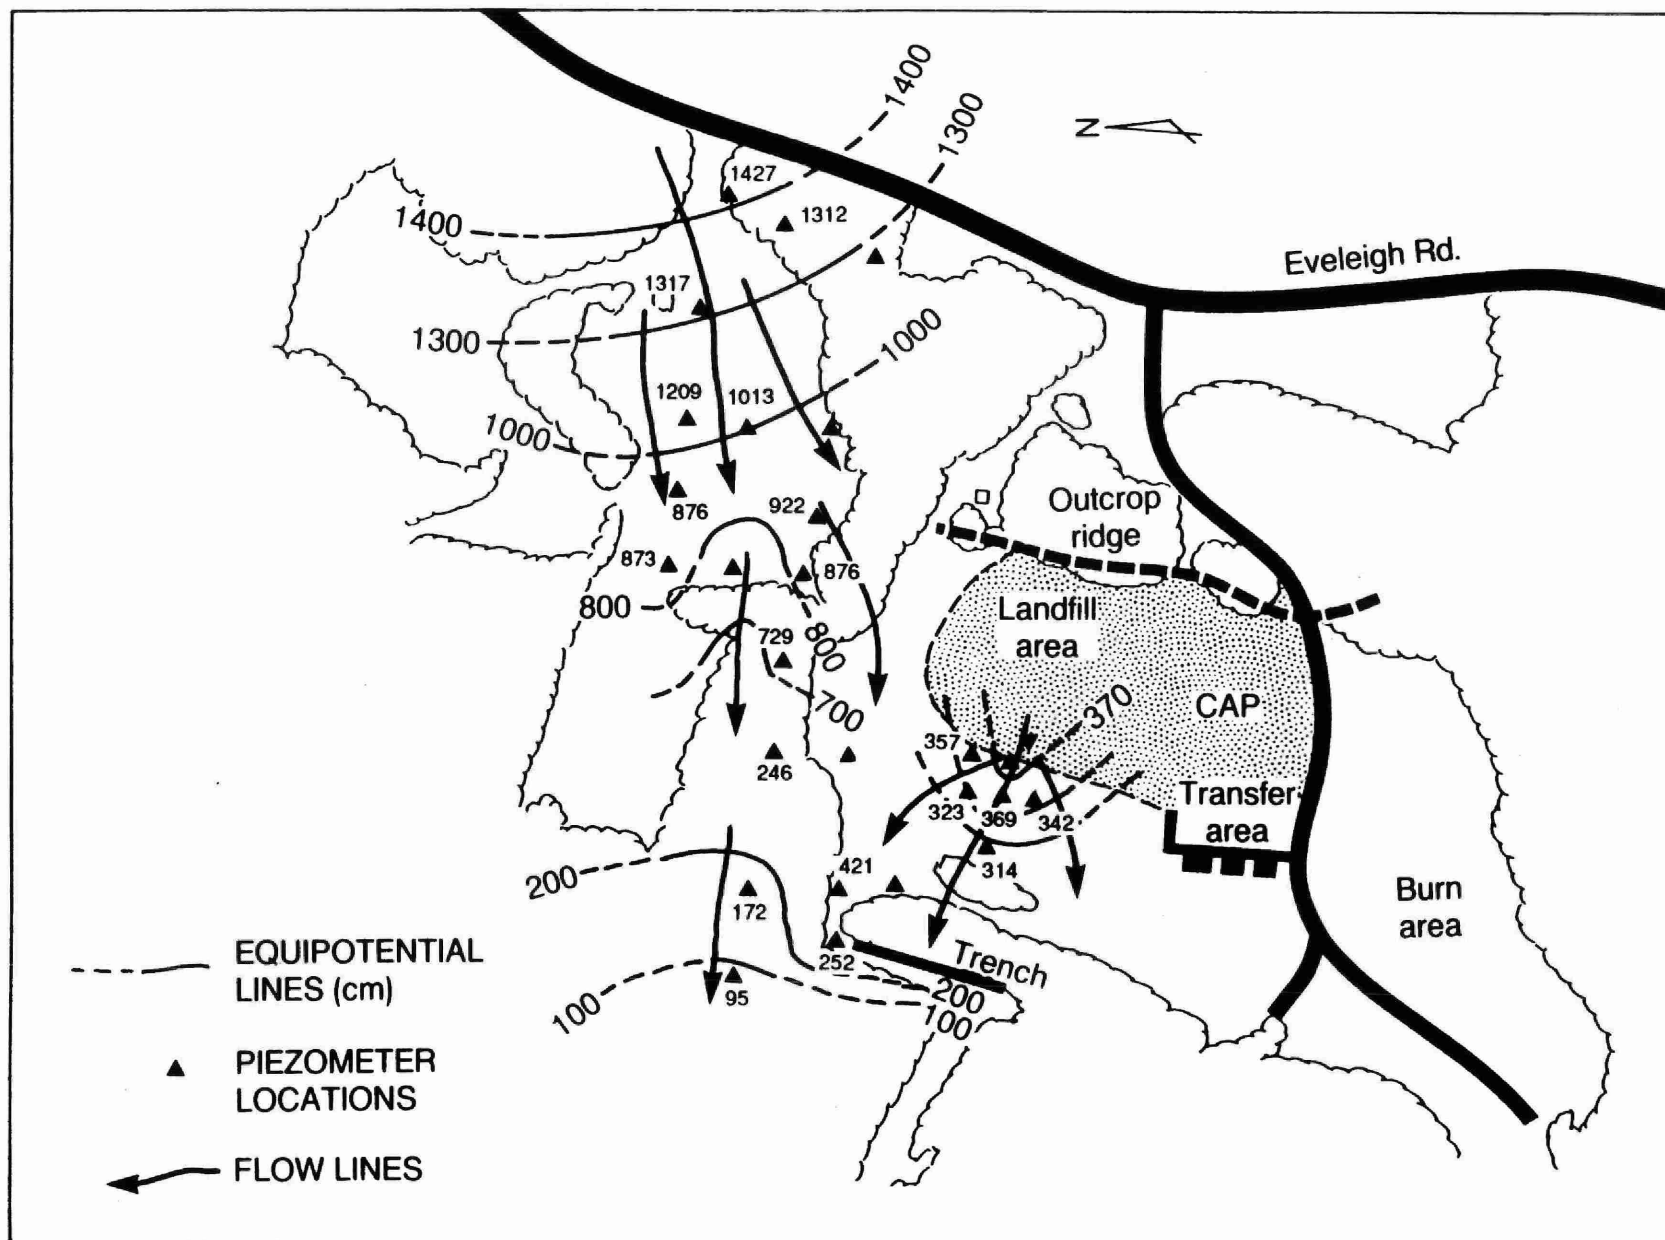 1400
1300
N
1427
1400
1312
Eveleigh Rd.
1317
1300
1000
1209
1013
1000
876
922
Outcrop
ridge
873
876
800
Landfill
area
729
800
700
370
CAP
357
246
Transfer
area
323
369
342
314
421
200
172
Burn
area
252
Trench
95
200
100
100
EQUIPOTENTIAL
LINES (cm)
PIEZOMETER
LOCATIONS
FLOW LINES